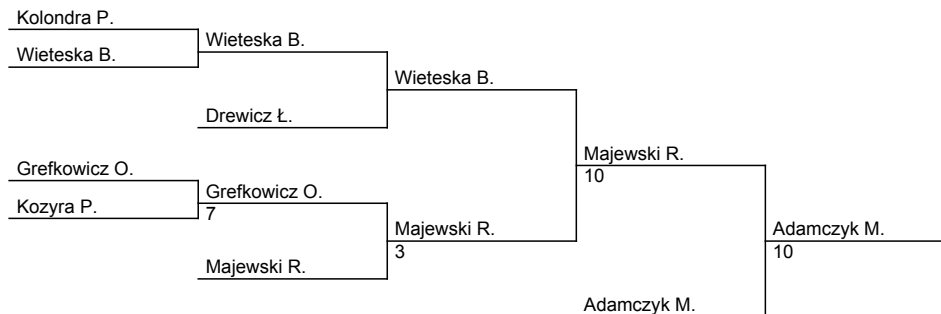 Kolondra P.
Wieteska B.
Wieteska B.
Wieteska B.
Drewicz Ł.
Majewski R.
10
Grefkowicz O.
Grefkowicz O.
7
Kozyra P.
Majewski R.
3
Adamczyk M.
10
Majewski R.
Adamczyk M.